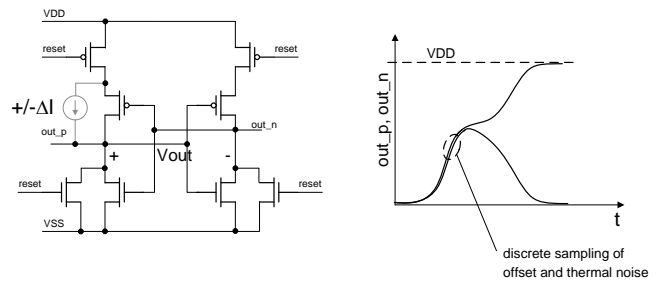 VDD
reset
reset
+/-ΔI
out_p
out_n
+ Vout -
reset
reset
VSS
out_p, out_n
VDD
t
discrete sampling of
offset and thermal noise